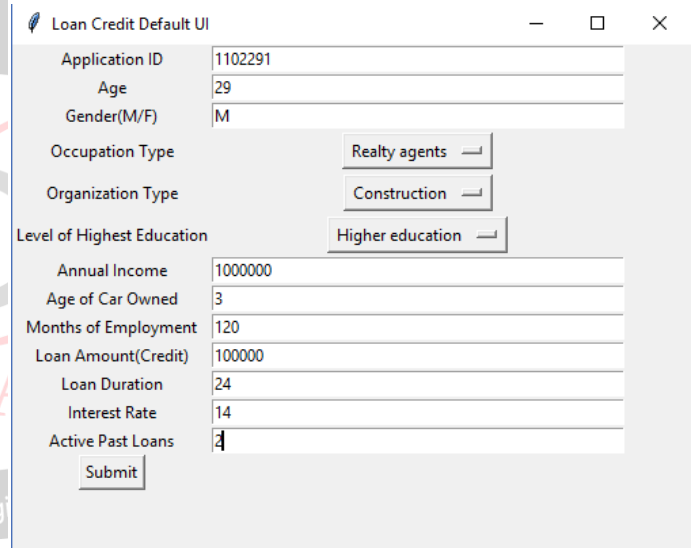 Loan Credit Default UI
Application ID 1102291
Age 29
Gender(M/F) M
Occupation Type Realty agents
Organization Type Construction
Level of Highest Education Higher education
Annual Income 1000000
Age of Car Owned 3
Months of Employment 120
Loan Amount(Credit) 100000
Loan Duration 24
Interest Rate 14
Active Past Loans 2
Submit